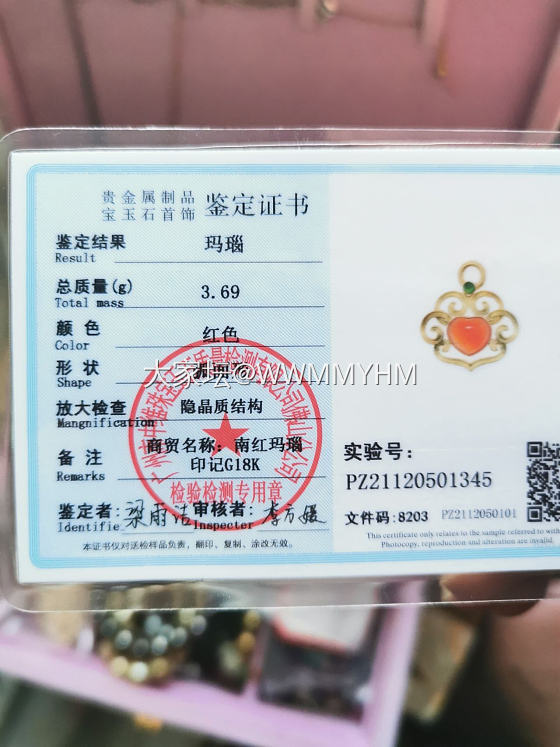 贵金属制品
宝玉石首饰 鉴定证书
鉴定结果 玛瑙
Result
总质量(g) 3.69
Total mass
颜 色 红色
Color
形 状
Shape
大家坛@WWMMYHM
放大检查 隐晶质结构
Mangnification
备 注 商贸名称：南红玛瑙
Remarks 印记G18K
检验检测专用章
鉴定者: 审核者:
Identifie Inspecter
本证书仅对送检样品负责，翻印、复制、涂改无效。
实验号：
PZ21120501345
文件码: 8203 PZ2112050101
This certificate only relates to the sample referred to with
Photocopy, reproduction and alteration are invalid.